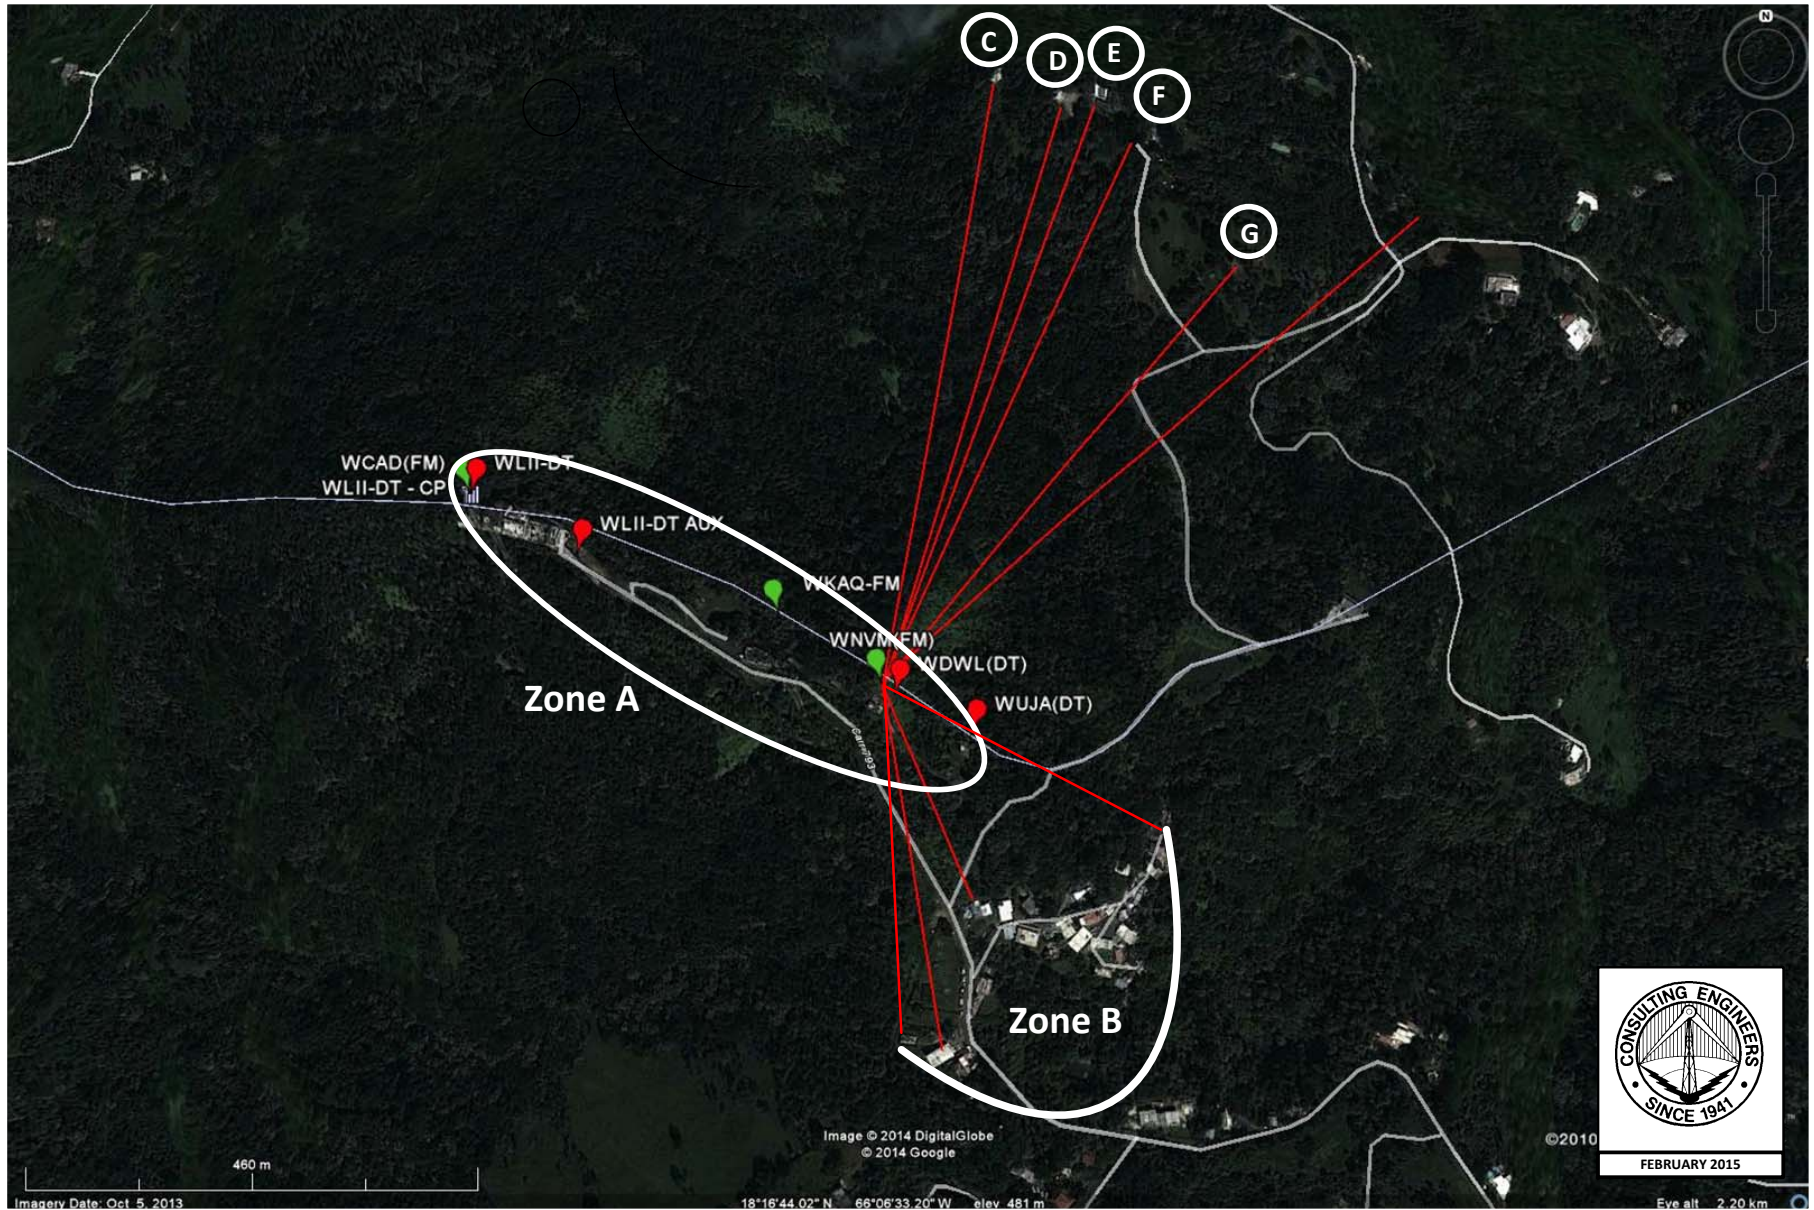 N
C
D
E
F
G
WCAD(FM)
WLII-DT
WLII-DT - CP
WLII-DT AUX
WKAQ-FM
WNVM(FM)
WDWL(DT)
WUJA(DT)
Zone A
Carr 793
Zone B
CONSULTING ENGINEERS
SINCE 1941
FEBRUARY 2015
Image © 2014 DigitalGlobe
© 2014 Google
©2010
460 m
Imagery Date: Oct 5, 2013
18°16'44.02" N 66°06'33.20" W elev 481 m
Eye alt 2.20 km